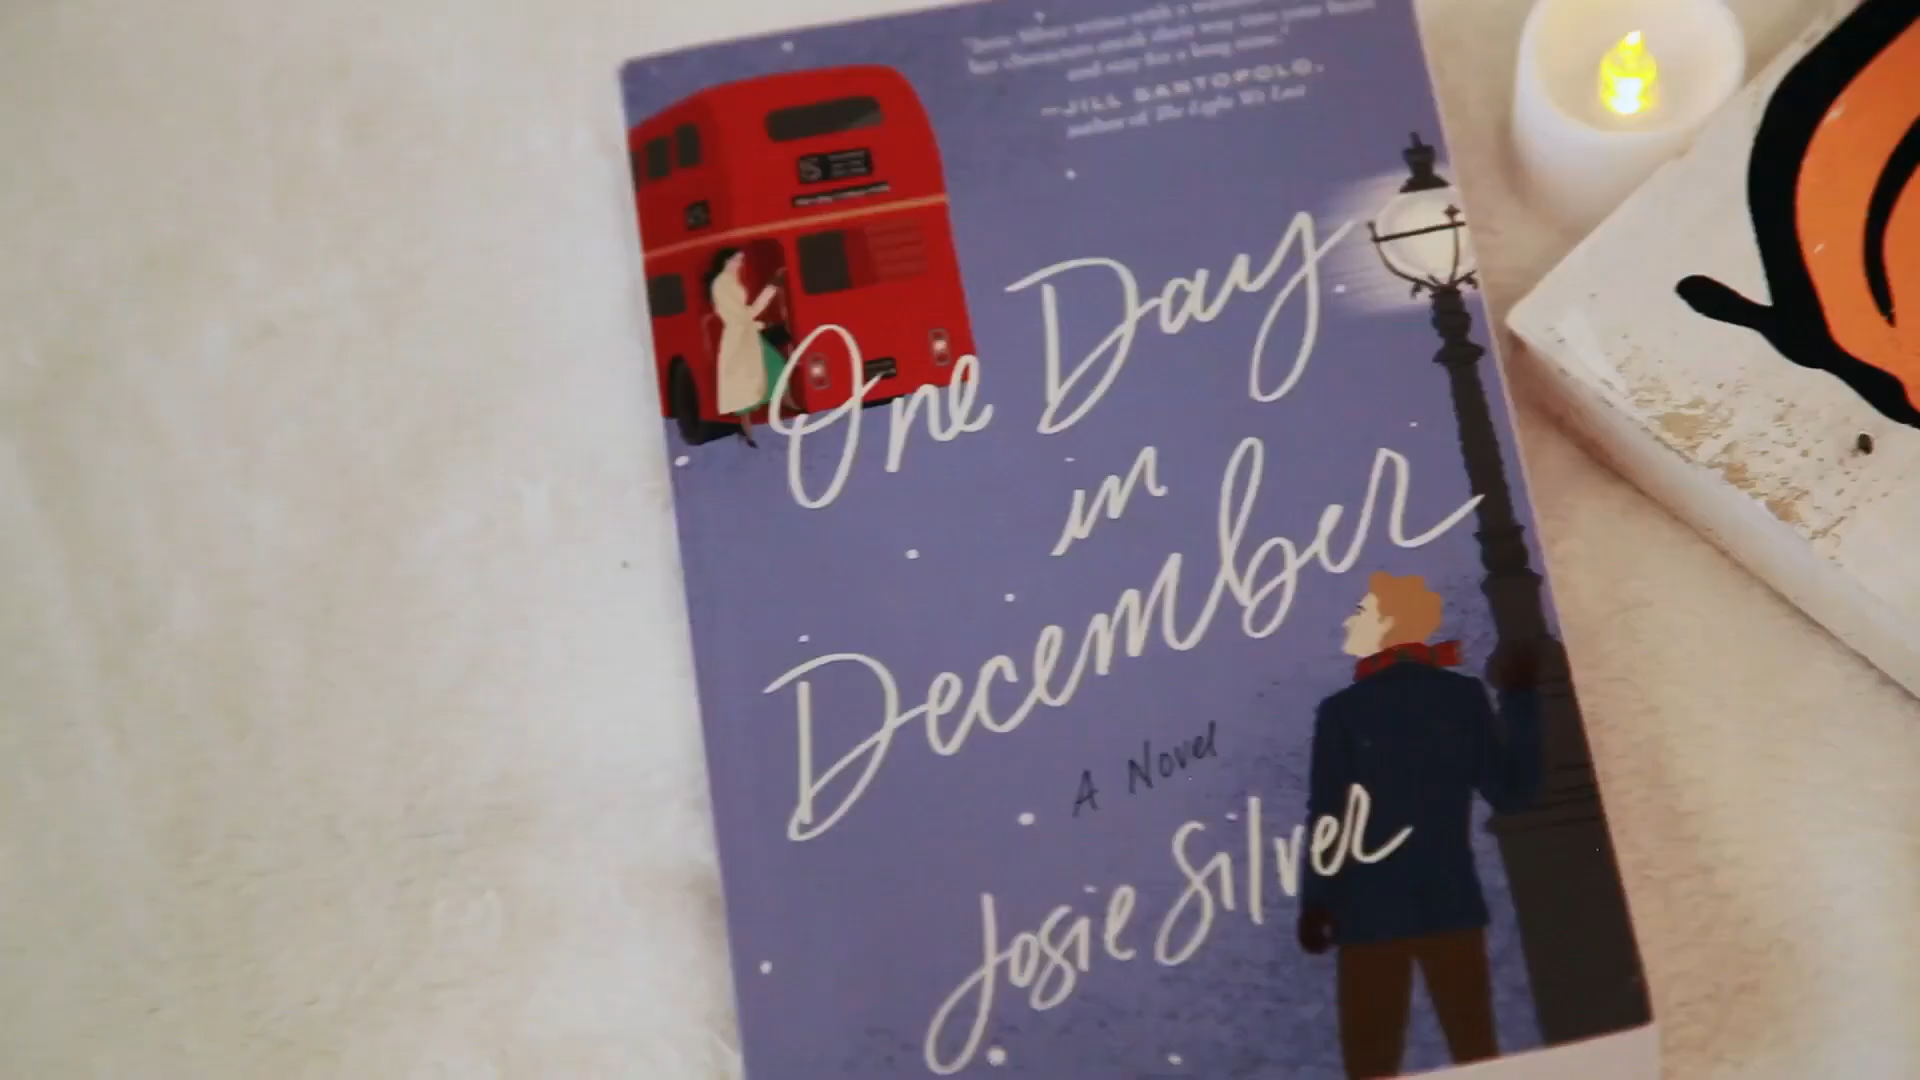 "Josie Silver writes with a
her characters sneak their way into your heart
and stay for a long time."
—JILL SANTOPOLO,
author of The Light We Lost
15
One Day
in
December
A Novel
Josie Silver